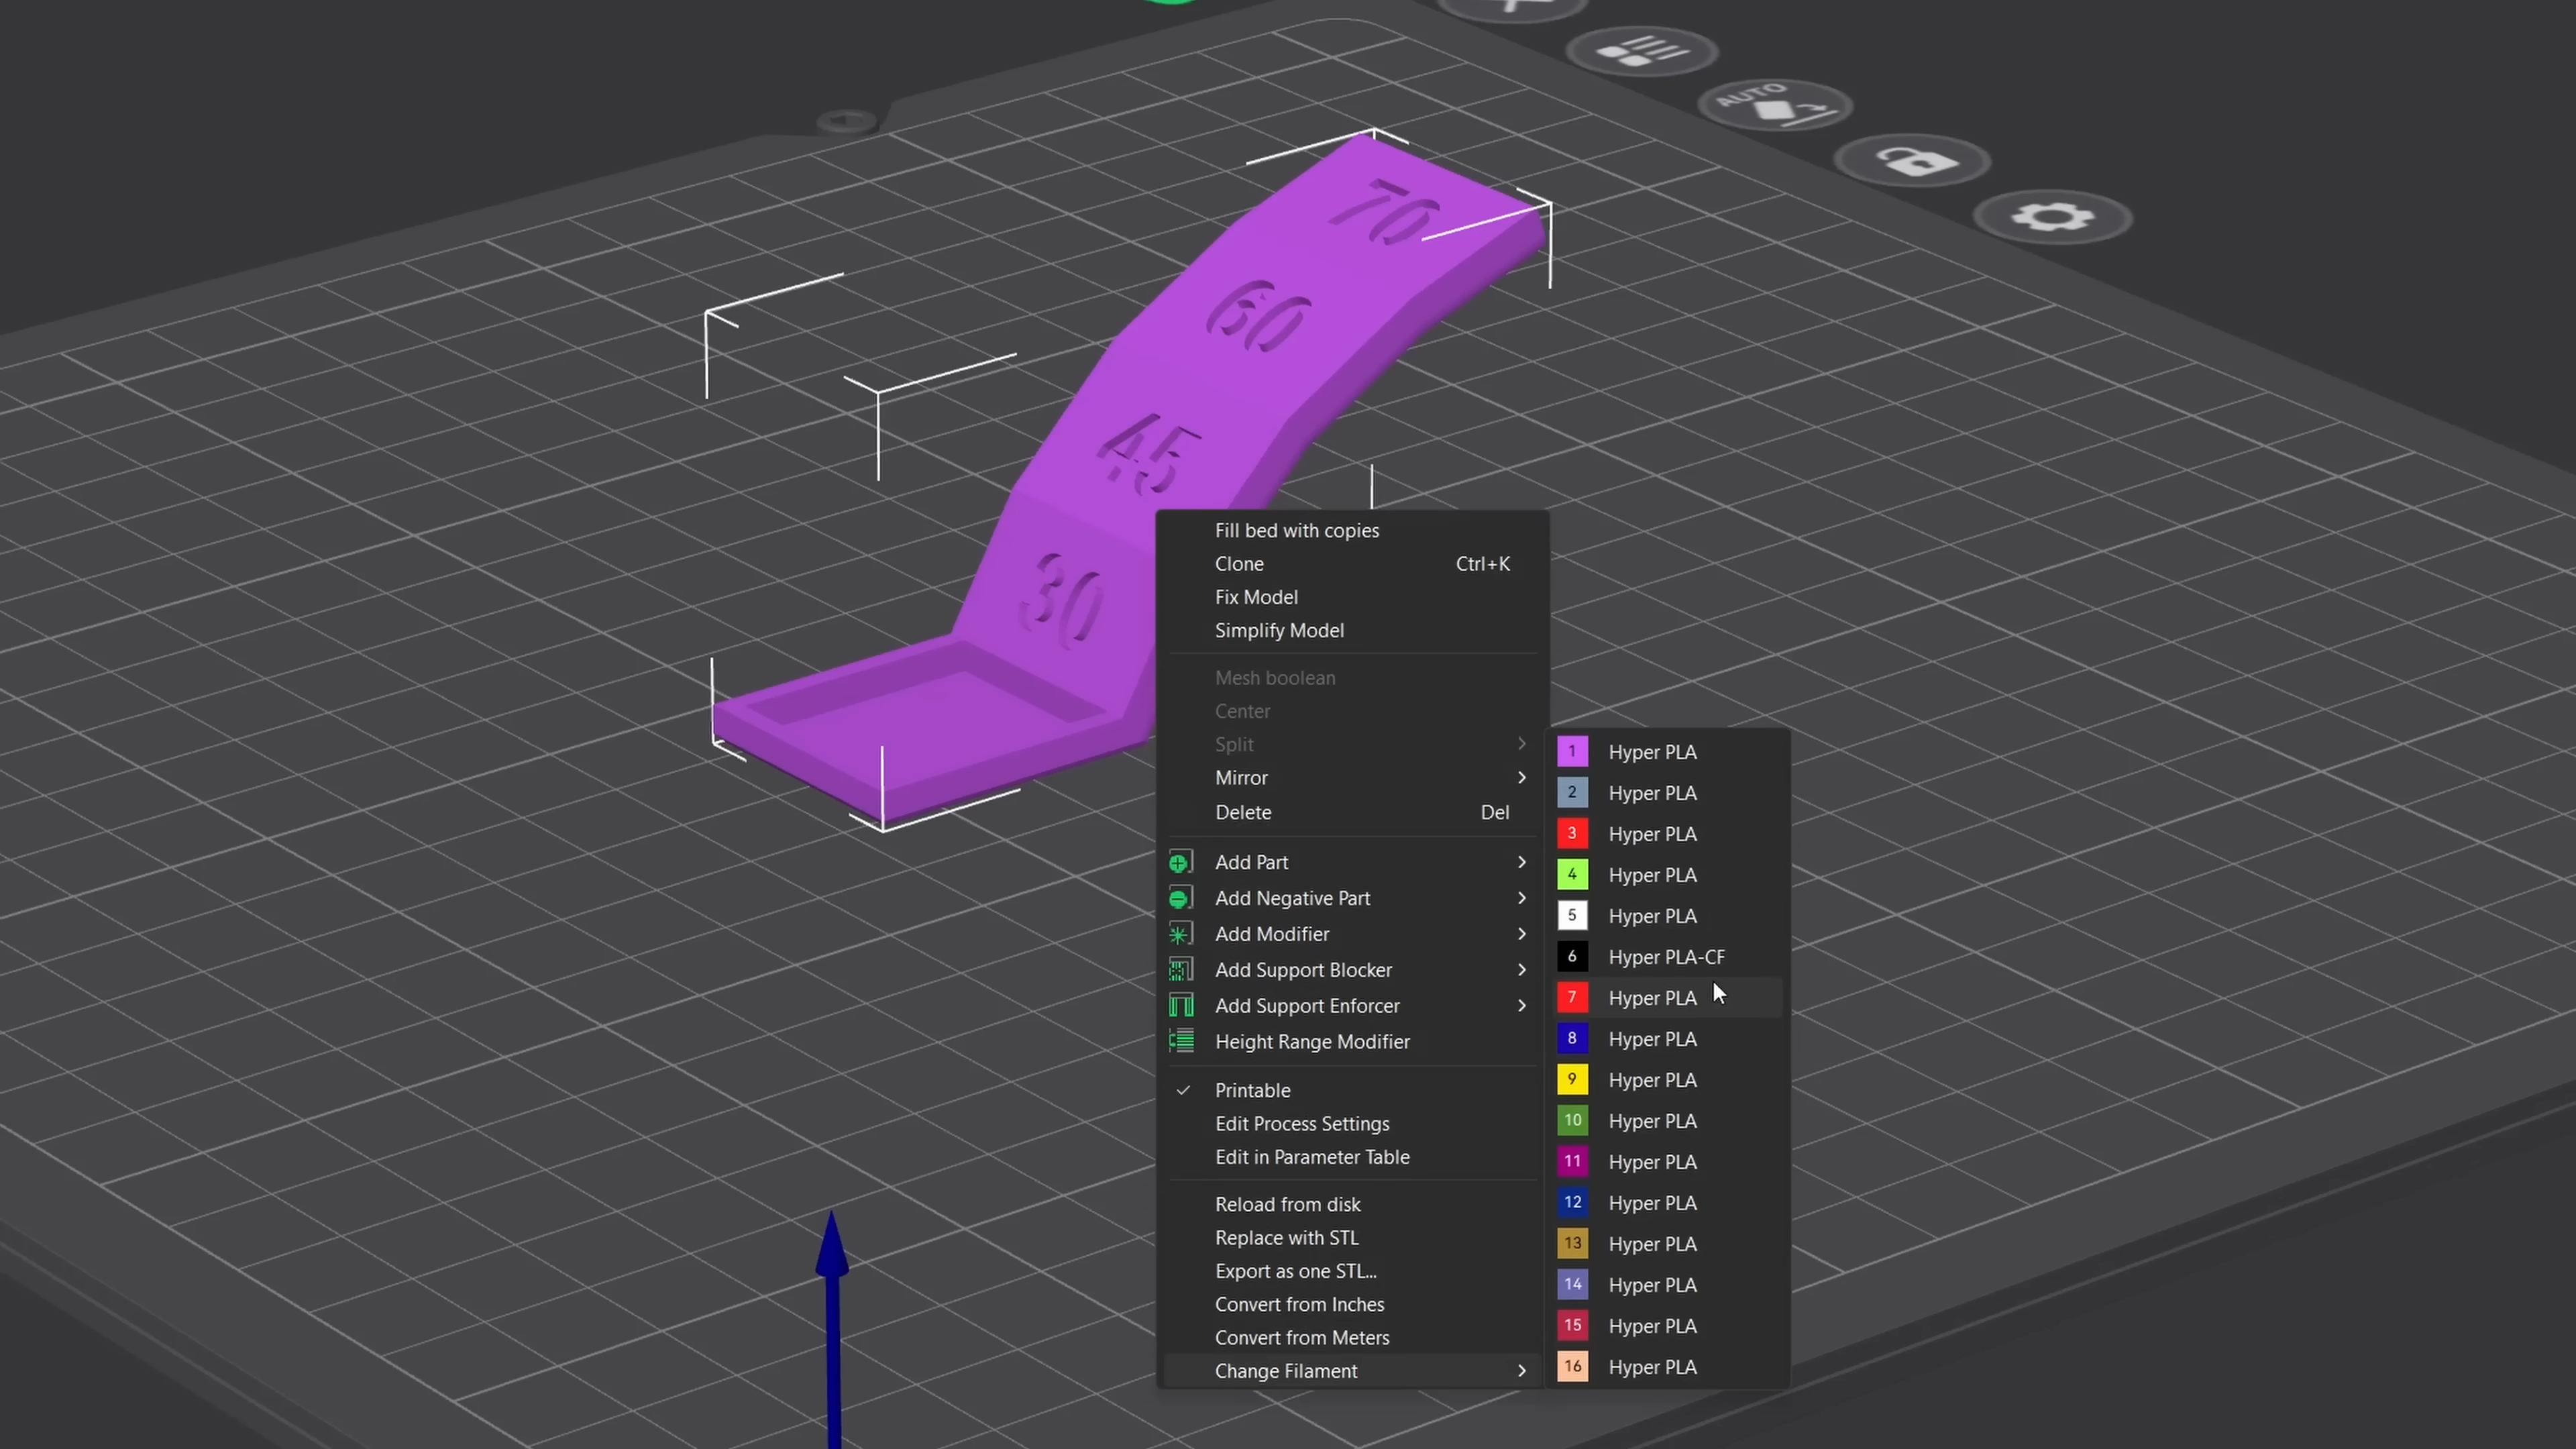 AUTO
70
60
45
30
Fill bed with copies
Clone Ctrl+K
Fix Model
Simplify Model
Mesh boolean
Center
Split
Mirror
Delete Del
Add Part
Add Negative Part
Add Modifier
Add Support Blocker
Add Support Enforcer
Height Range Modifier
Printable
Edit Process Settings
Edit in Parameter Table
Reload from disk
Replace with STL
Export as one STL...
Convert from Inches
Convert from Meters
Change Filament
1 Hyper PLA
2 Hyper PLA
3 Hyper PLA
4 Hyper PLA
5 Hyper PLA
6 Hyper PLA-CF
7 Hyper PLA
8 Hyper PLA
9 Hyper PLA
10 Hyper PLA
11 Hyper PLA
12 Hyper PLA
13 Hyper PLA
14 Hyper PLA
15 Hyper PLA
16 Hyper PLA